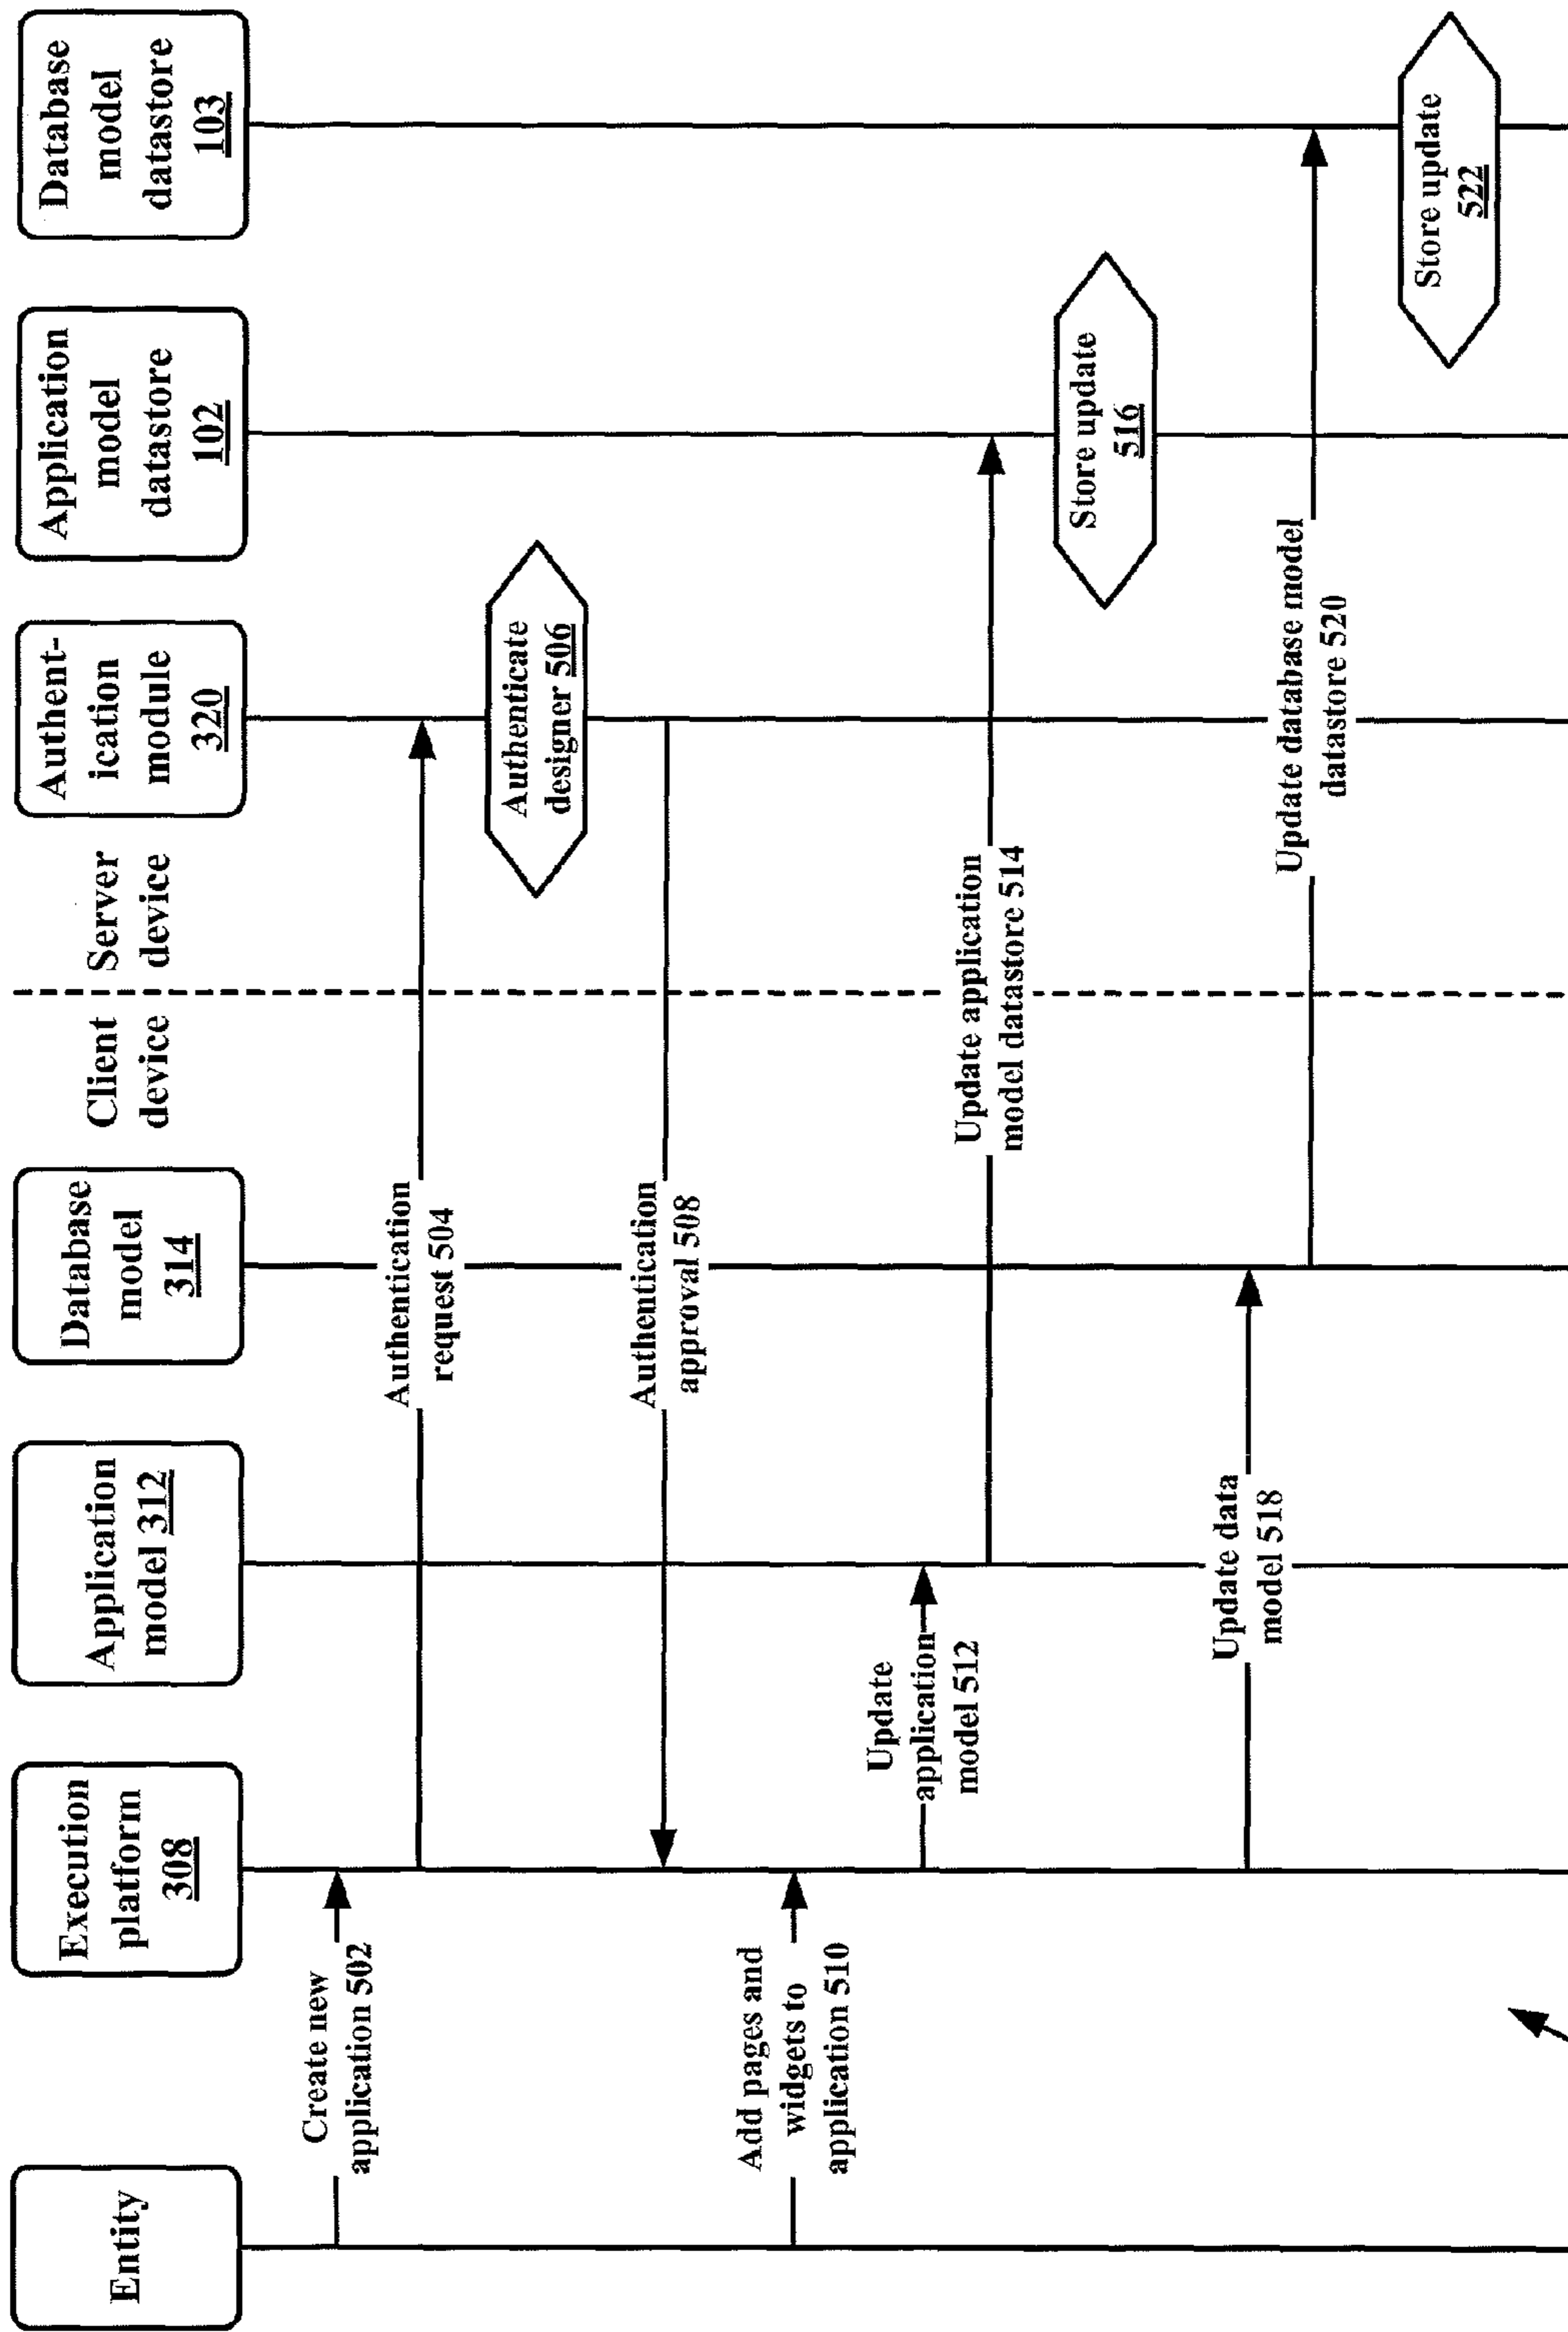 Entity
Execution
platform
308
Application
model 312
Database
model
314
Client
device
Server
device
Authent-
ication
module
320
Application
model
datastore
102
Database
model
datastore
103
Create new
application 502
Authentication
request 504
Authenticate
designer 506
Authentication
approval 508
Add pages and
widgets to
application 510
Update
application
model 512
Update application
model datastore 514
Store update
516
Update data
model 518
Update database model
datastore 520
Store update
522